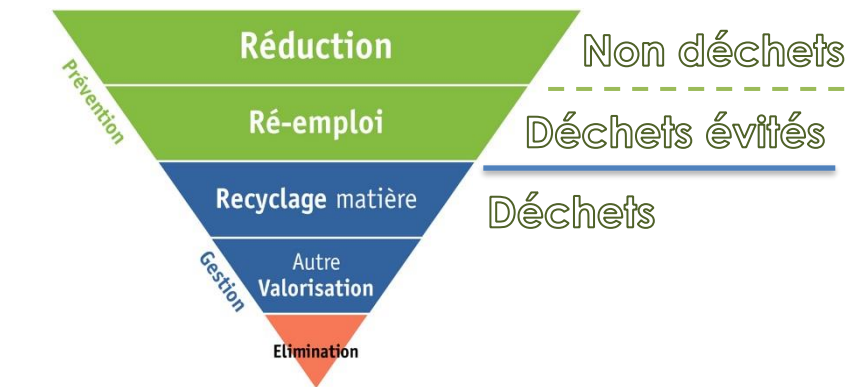 Réduction
Non déchets
Prévention
Ré-emploi
Déchets évités
Recyclage matière
Déchets
Gestion
Autre
Valorisation
Elimination